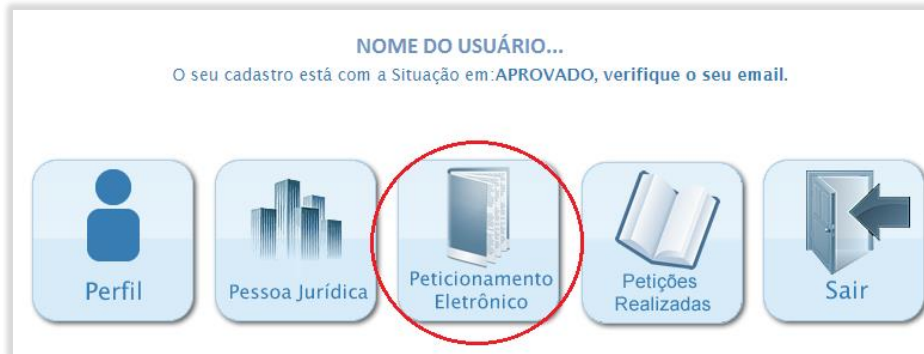 NOME DO USUÁRIO...
O seu cadastro está com a Situação em:APROVADO, verifique o seu email.
Perfil
Pessoa Jurídica
Peticionamento
Eletrônico
Petições
Realizadas
Sair